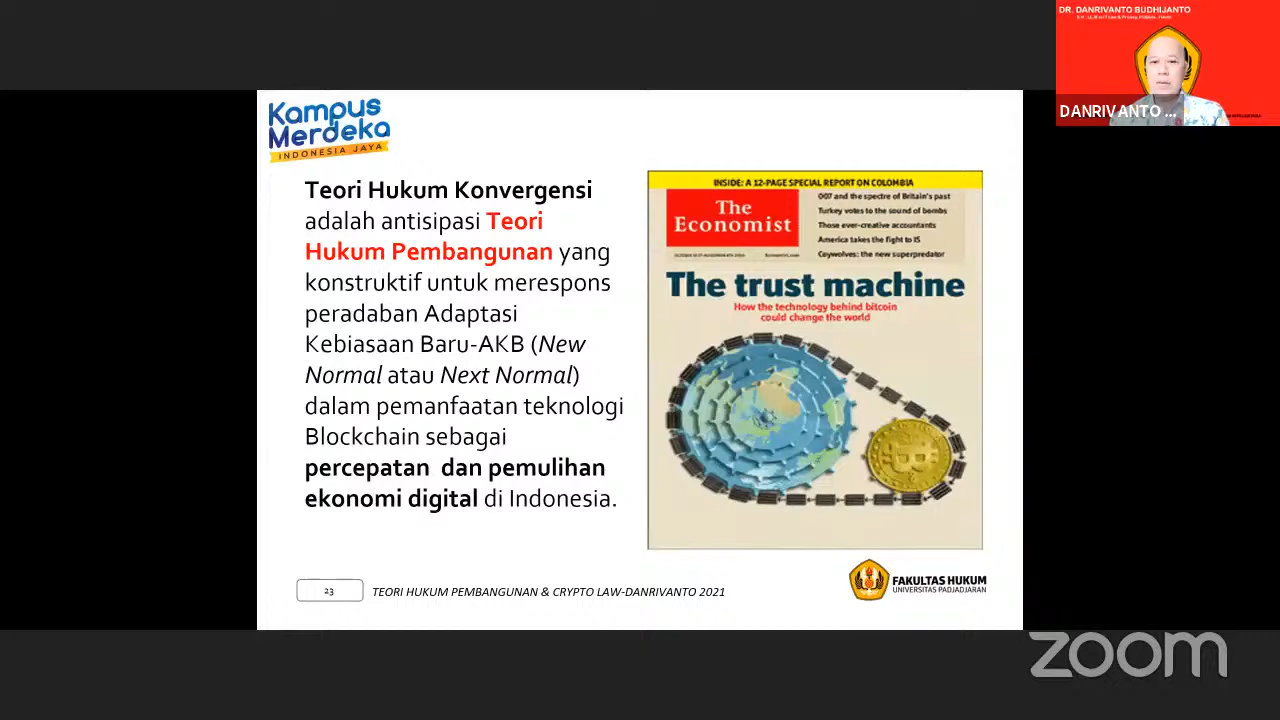 DR. DANRIVANTO BUDHIJANTO
DANRIVANTO ...
Kampus
Merdeka
INDONESIA JAYA
Teori Hukum Konvergensi
adalah antisipasi Teori
Hukum Pembangunan yang
konstruktif untuk merespons
peradaban Adaptasi
Kebiasaan Baru-AKB (New
Normal atau Next Normal)
dalam pemanfaatan teknologi
Blockchain sebagai
percepatan dan pemulihan
ekonomi digital di Indonesia.
INSIDE: A 12-PAGE SPECIAL REPORT ON COLOMBIA
The
Economist
007 and the spectre of Britain's past
Turkey votes to the sound of bombs
Those ever-creative accountants
America takes the fight to IS
Coywolves: the new superpredator
Economist.com
The trust machine
How the technology behind bitcoin
could change the world
23
TEORI HUKUM PEMBANGUNAN & CRYPTO LAW-DANRIVANTO 2021
FAKULTAS HUKUM
UNIVERSITAS PADJADJARAN
zoom